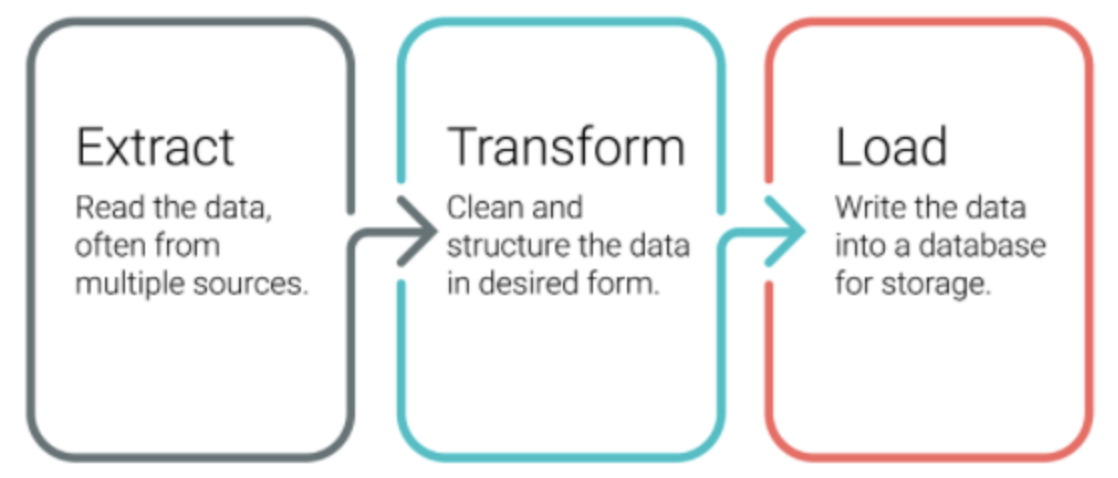 Extract
Read the data,
often from
multiple sources.
Transform
Clean and
structure the data
in desired form.
Load
Write the data
into a database
for storage.